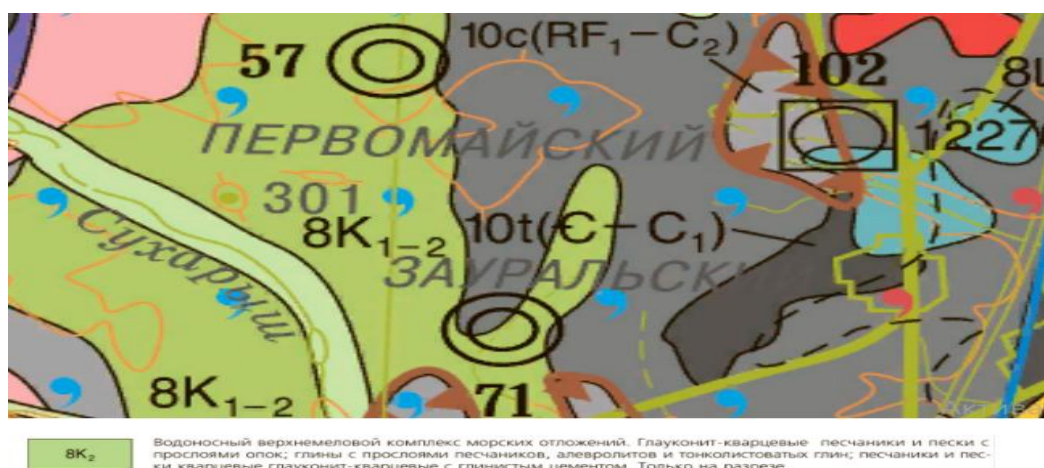 10c(RF₁–C₂)
57
102
8
1227
ПЕРВОМАЙСКИЙ
301
8K₁₋₂
10t(Є–C₁)
ЗАУРАЛЬСКИЙ
Сухарыш
8K₁₋₂
71
8K₂
Водоносный верхнемеловой комплекс морских отложений. Глауконит-кварцевые песчаники и пески с
прослоями опок; глины с прослоями песчаников, алевролитов и тонколистоватых глин; песчаники и пес-
ки кварцевые глауконит-кварцевые с глинистым цементом. Только на разрезе